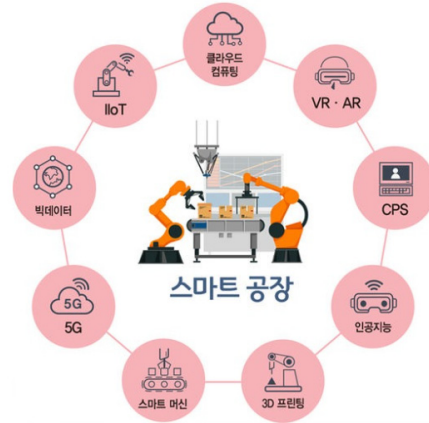 클라우드
컴퓨팅
VR · AR
CPS
인공지능
3D 프린팅
스마트 머신
5G
5G
빅데이터
IIoT
스마트 공장